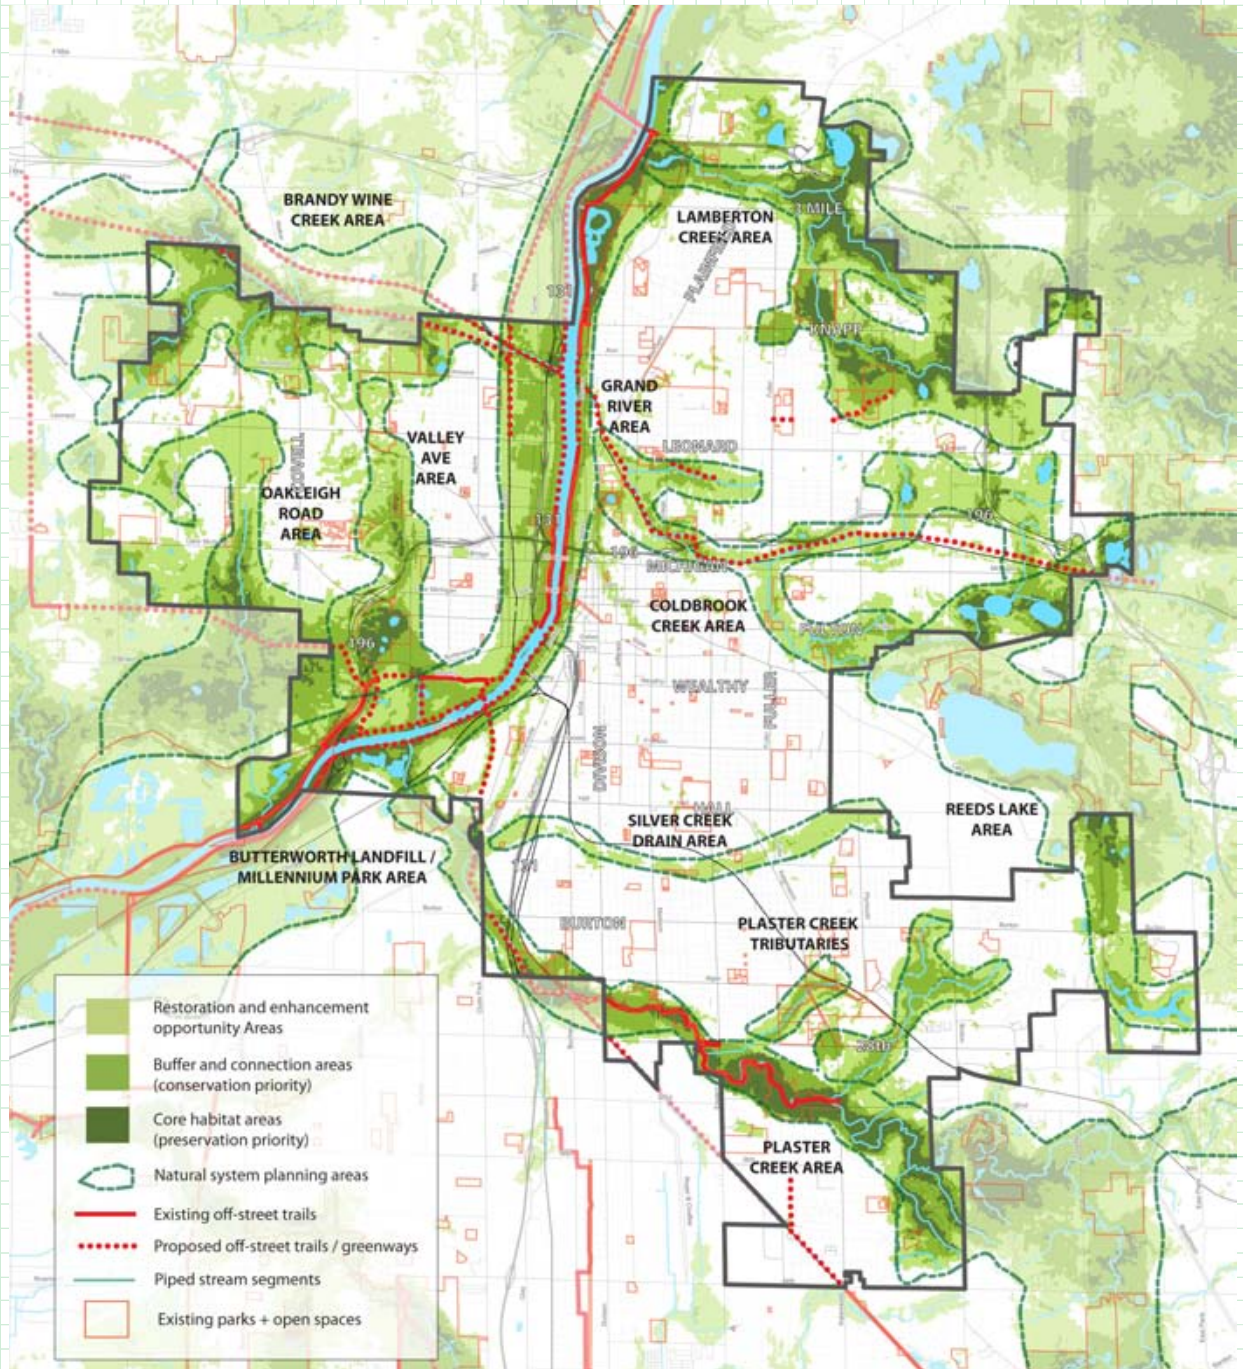 BRANDY WINE
CREEK AREA
LAMBERTON
CREEK AREA
3 MILE
PLAINFIELD
131
KNAPP
GRAND
RIVER
AREA
LEONARD
VALLEY
AVE
AREA
COVELL
OAKLEIGH
ROAD
AREA
131
196
196
MICHIGAN
COLDBROOK
CREEK AREA
FULTON
196
WEALTHY
FULLER
DIVISION
HALL
SILVER CREEK
DRAIN AREA
REEDS LAKE
AREA
BUTTERWORTH LANDFILL /
MILLENNIUM PARK AREA
131
BURTON
PLASTER CREEK
TRIBUTARIES
28th
PLASTER
CREEK AREA
Restoration and enhancement
opportunity Areas
Buffer and connection areas
(conservation priority)
Core habitat areas
(preservation priority)
Natural system planning areas
Existing off-street trails
Proposed off-street trails / greenways
Piped stream segments
Existing parks + open spaces